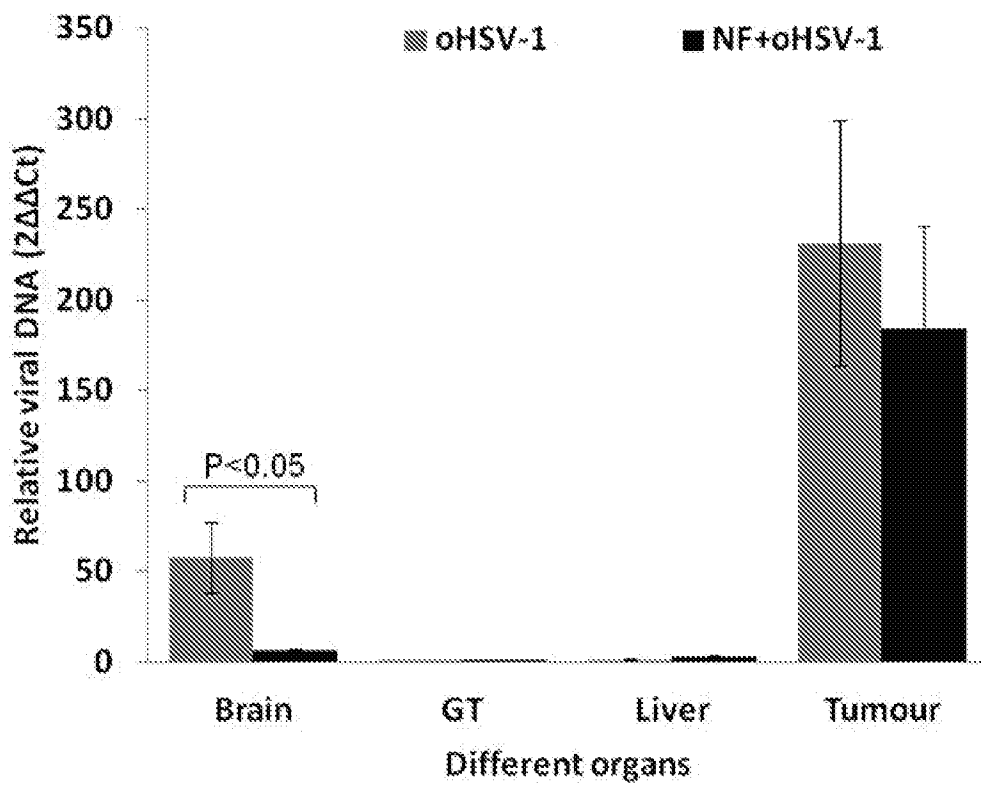 350
oHSV-1 NF+oHSV-1
300
250
200
150
100
50
0
Relative viral DNA (2ΔΔCt)
P<0.05
Brain GT Liver Tumour
Different organs